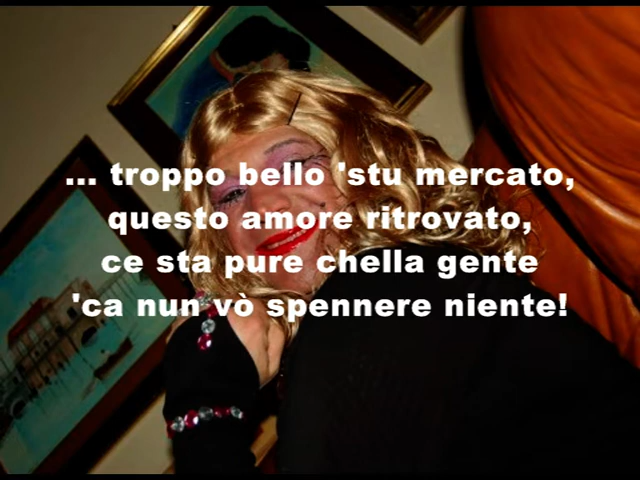 ... troppo bello 'stu mercato,
questo amore ritrovato,
ce sta pure chella gente
'ca nun vò spennere niente!